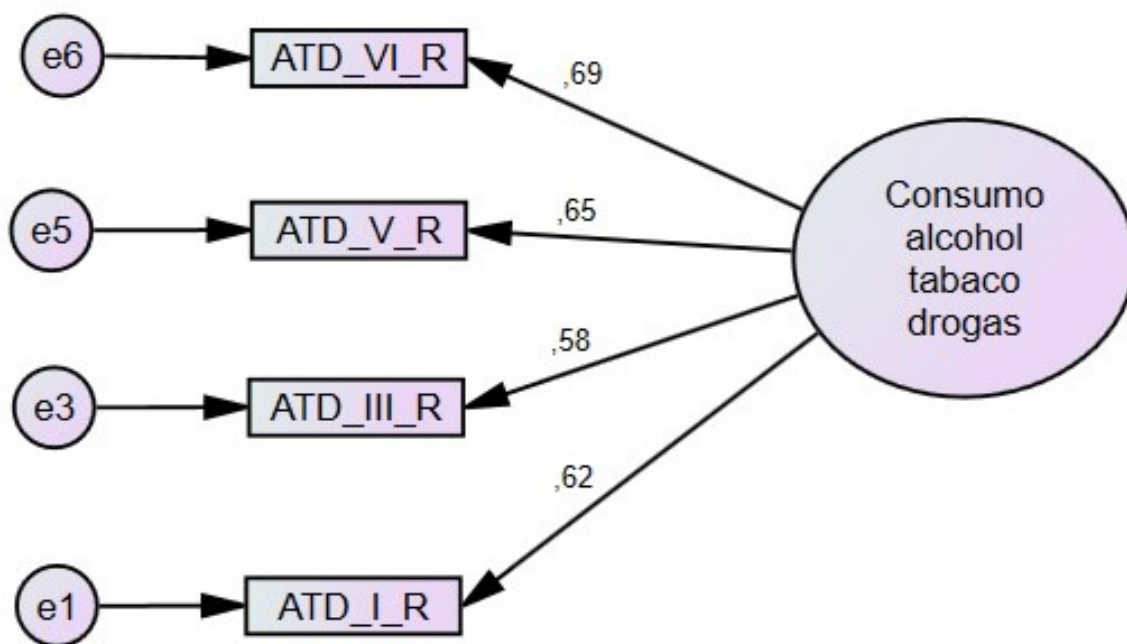 e6
ATD_VI_R
,69
e5
ATD_V_R
,65
Consumo
alcohol
tabaco
drogas
e3
ATD_III_R
,58
e1
ATD_I_R
,62